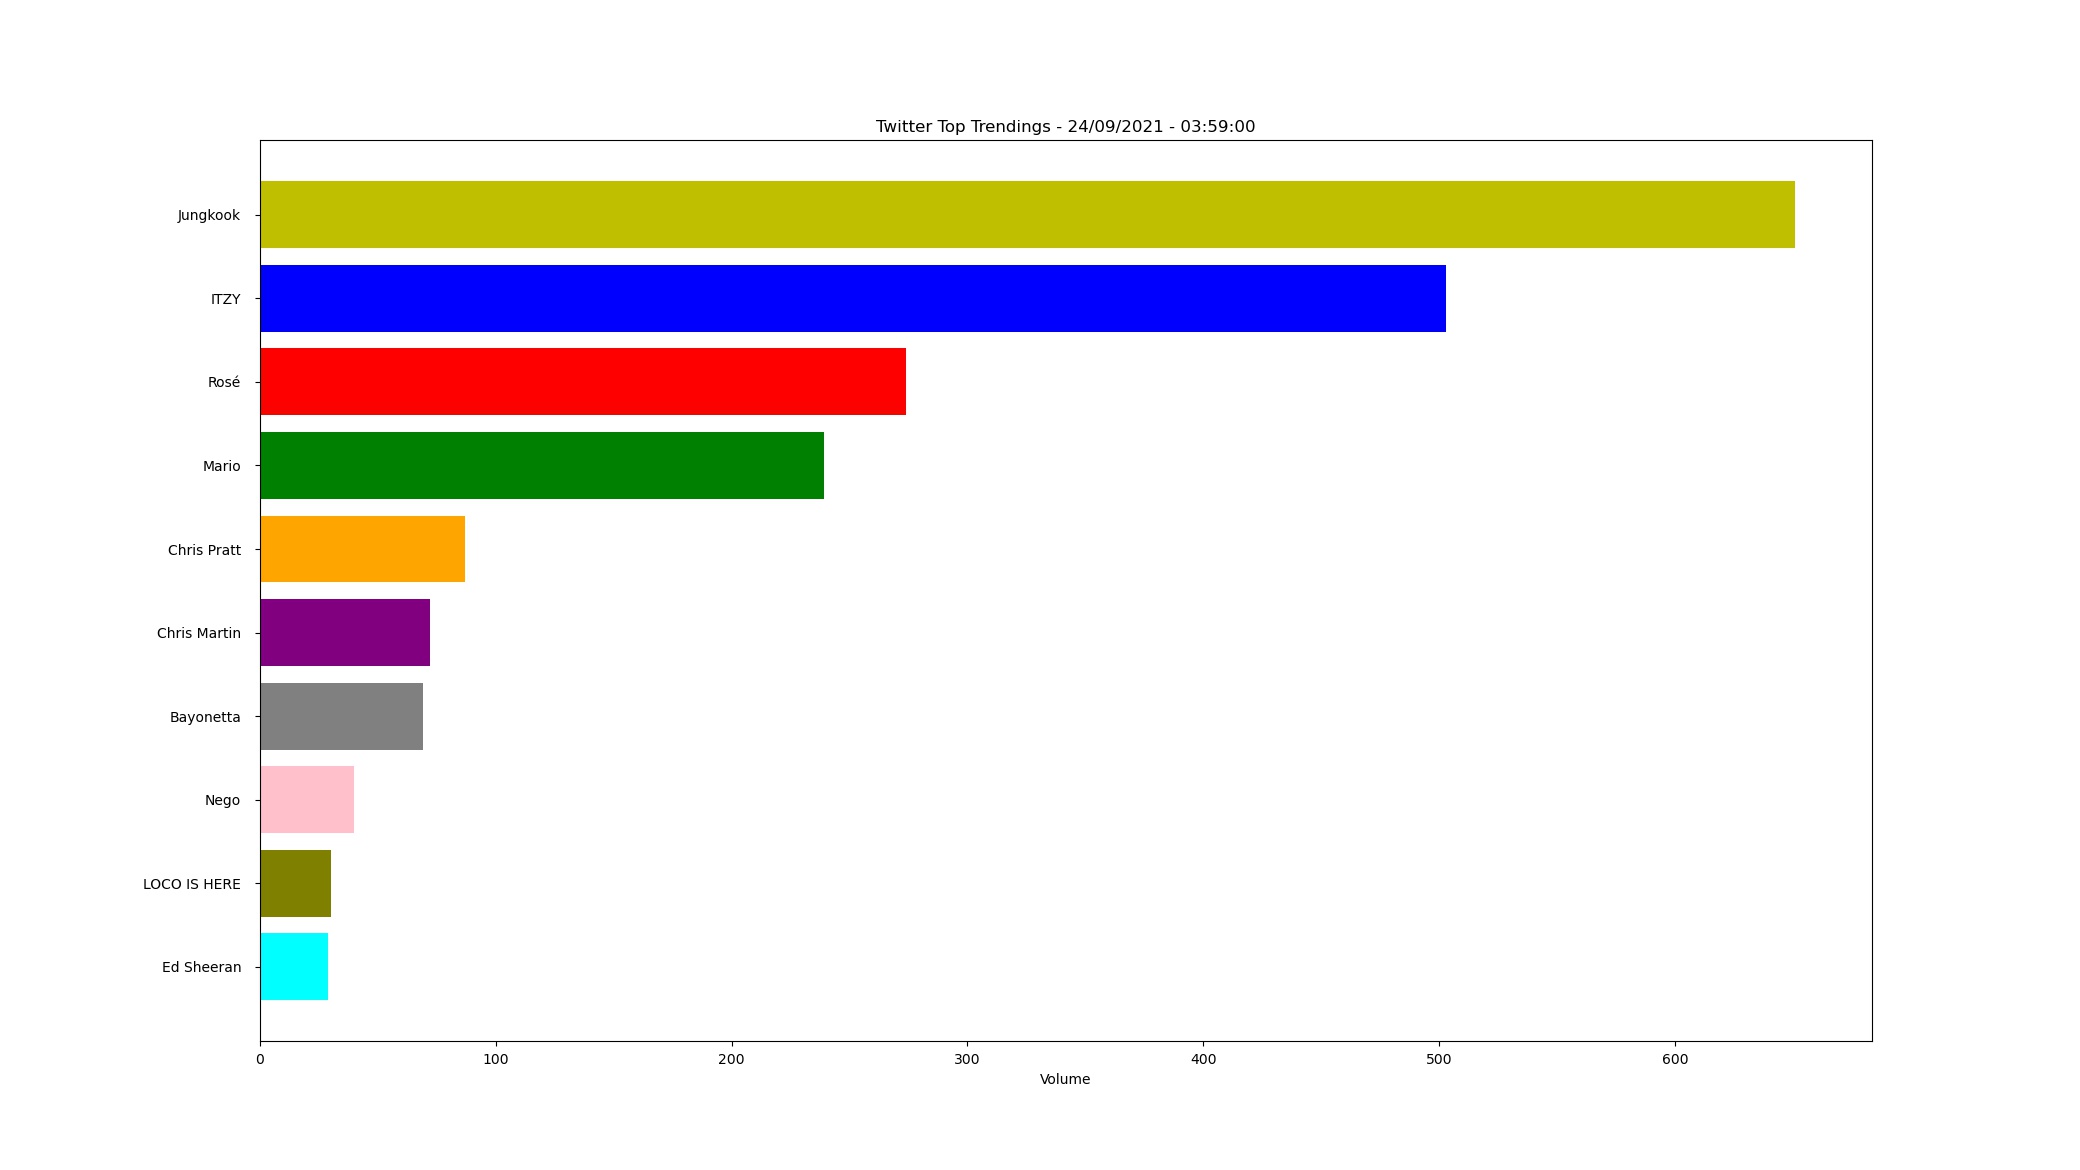 Twitter Top Trendings - 24/09/2021 - 03:59:00
Jungkook
ITZY
Rosé
Mario
Chris Pratt
Chris Martin
Bayonetta
Nego
LOCO IS HERE
Ed Sheeran
0 100 200 300 400 500 600
Volume